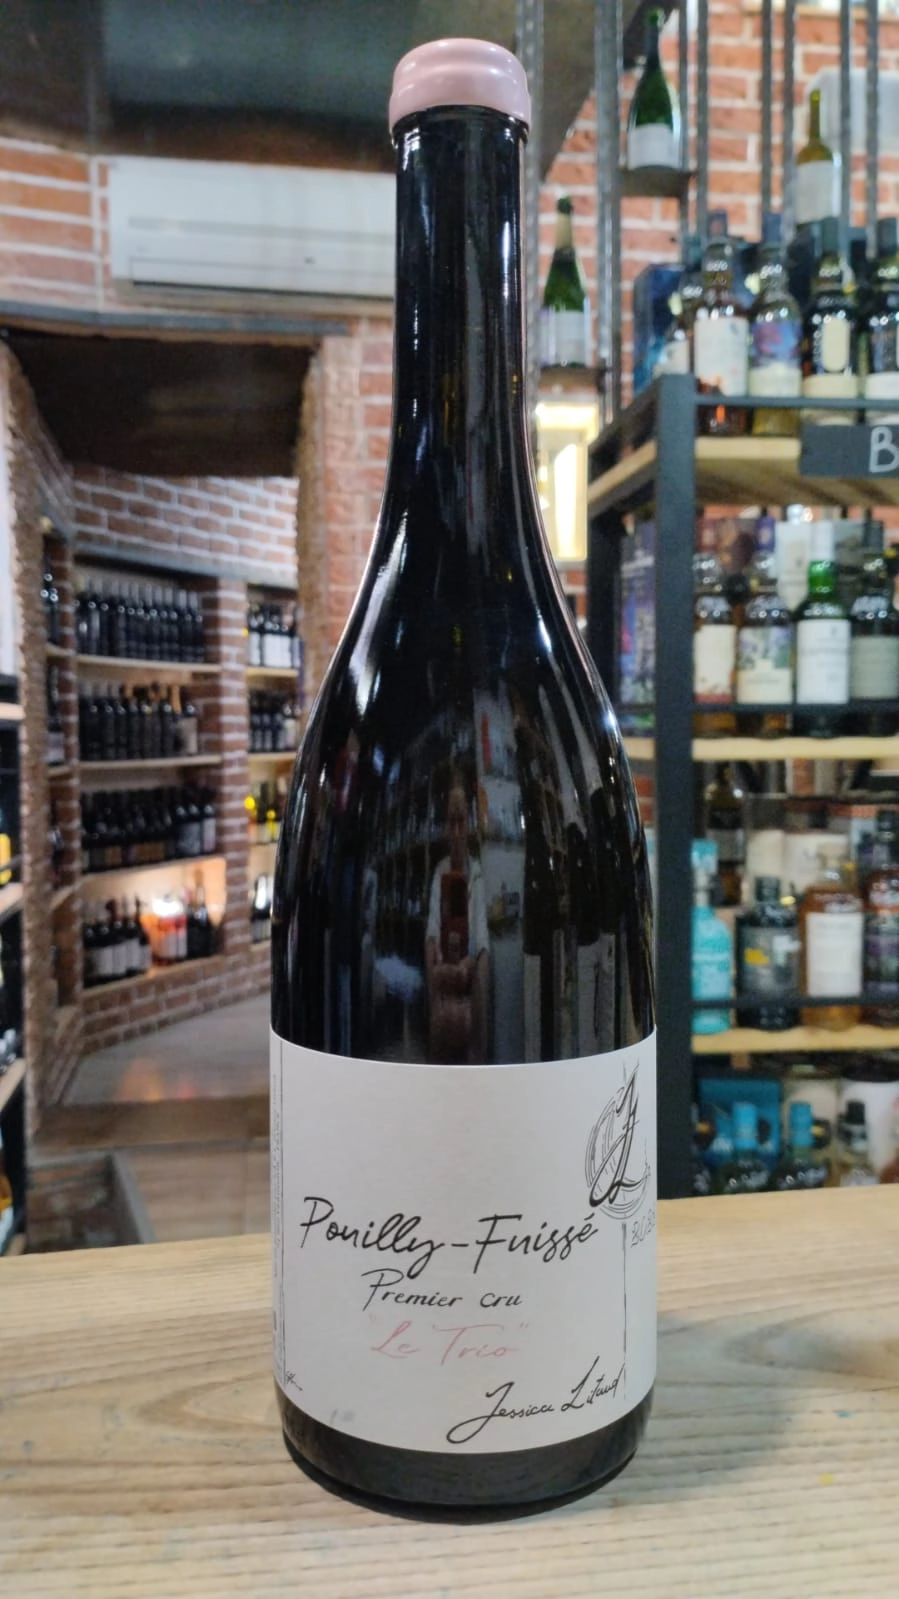 Pouilly-Fuissé
Premier cru
"Le Trio"
Jessica Litaud